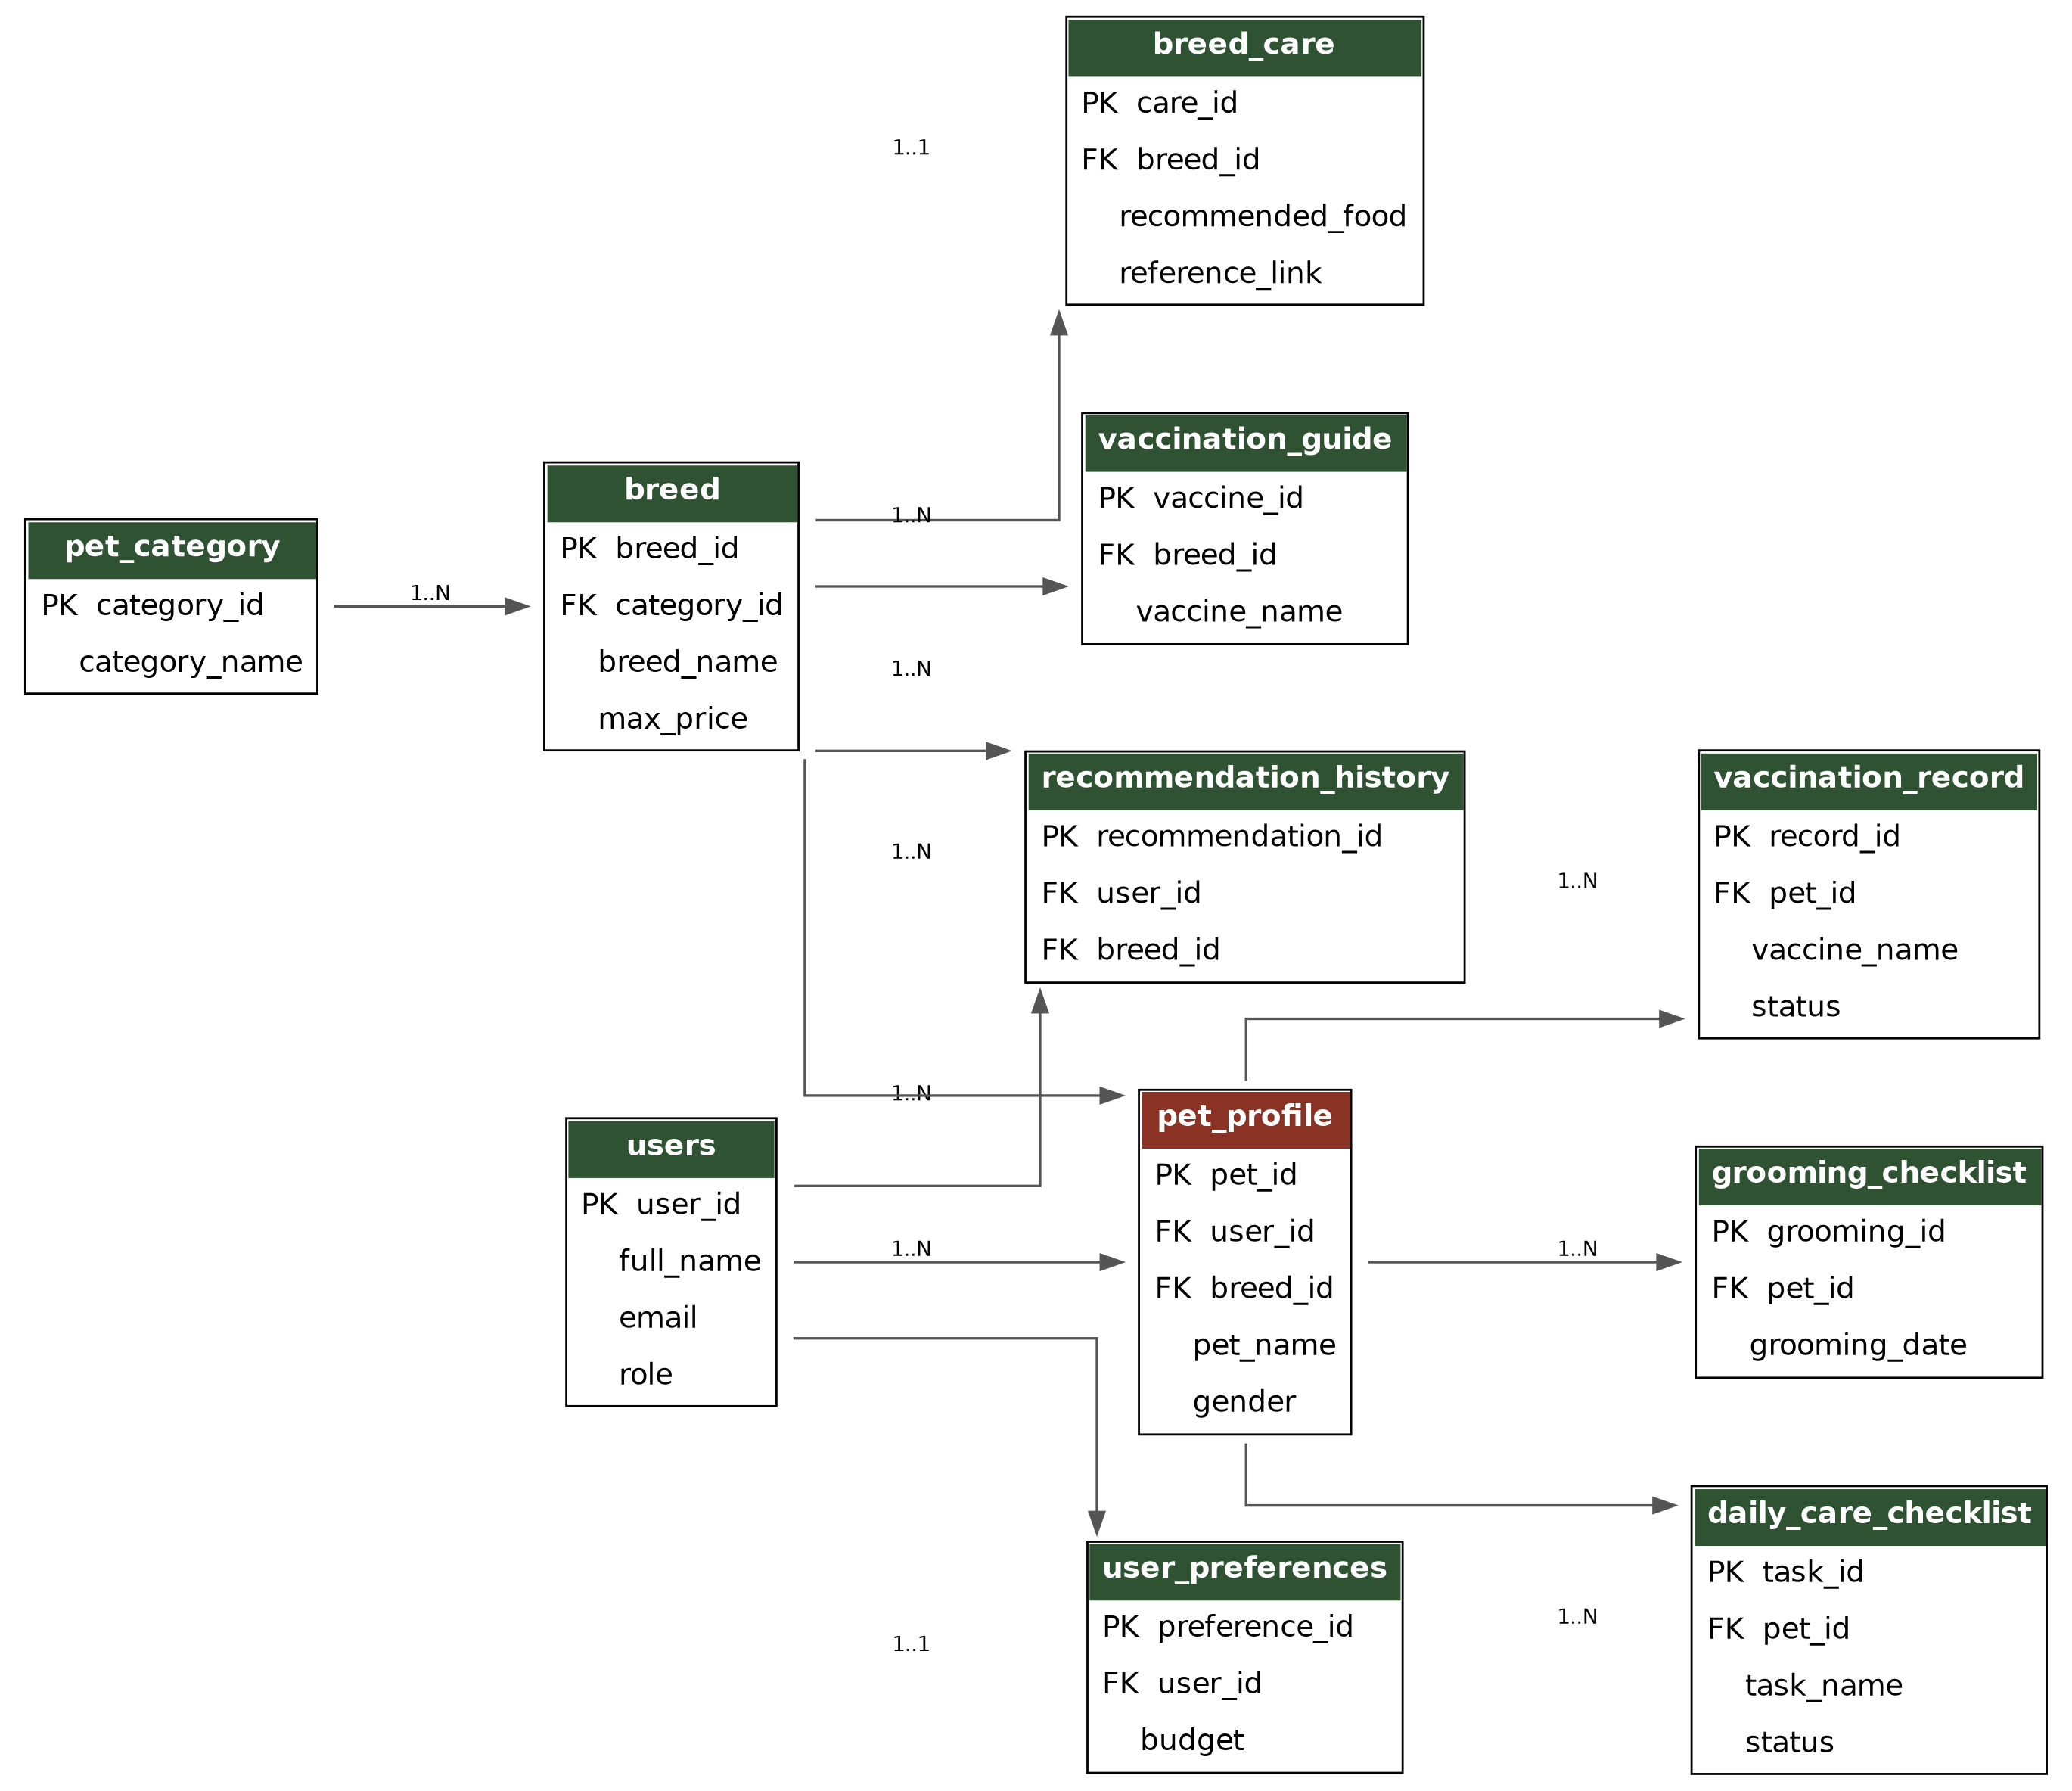 breed_care
PK care_id
FK breed_id
recommended_food
reference_link
1..1
vaccination_guide
PK vaccine_id
FK breed_id
vaccine_name
1..N
breed
PK breed_id
FK category_id
breed_name
max_price
pet_category
PK category_id
category_name
1..N
1..N
recommendation_history
PK recommendation_id
FK user_id
FK breed_id
1..N
vaccination_record
PK record_id
FK pet_id
vaccine_name
status
1..N
1..N
users
PK user_id
full_name
email
role
1..N
pet_profile
PK pet_id
FK user_id
FK breed_id
pet_name
gender
1..N
grooming_checklist
PK grooming_id
FK pet_id
grooming_date
user_preferences
PK preference_id
FK user_id
budget
1..1
1..N
daily_care_checklist
PK task_id
FK pet_id
task_name
status